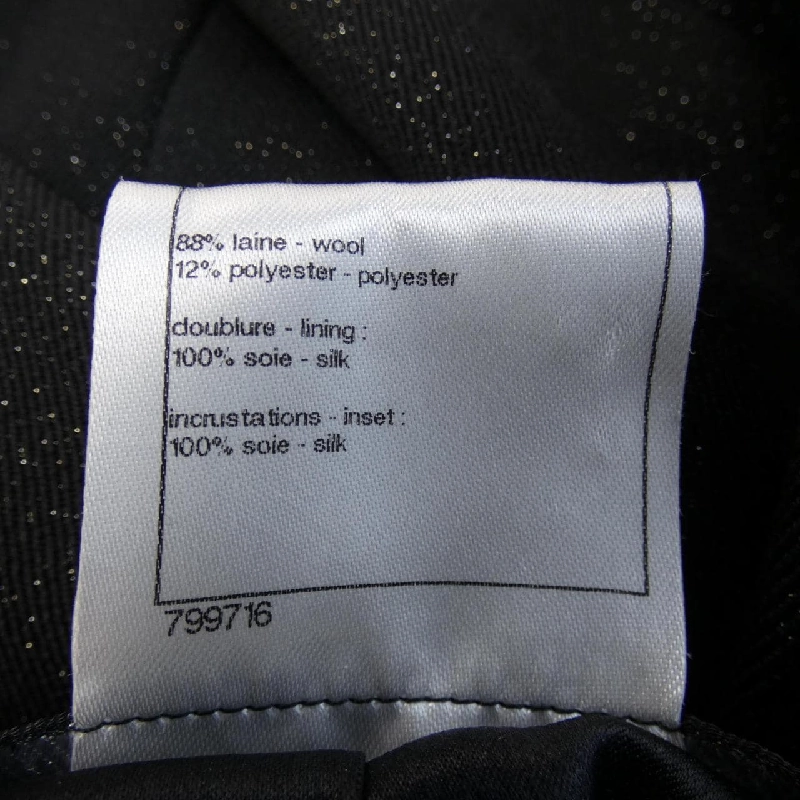 88% laine - wool
12% polyester - polyester
doublure - lining :
100% soie - silk
incrustations - inset :
100% soie - silk
799716